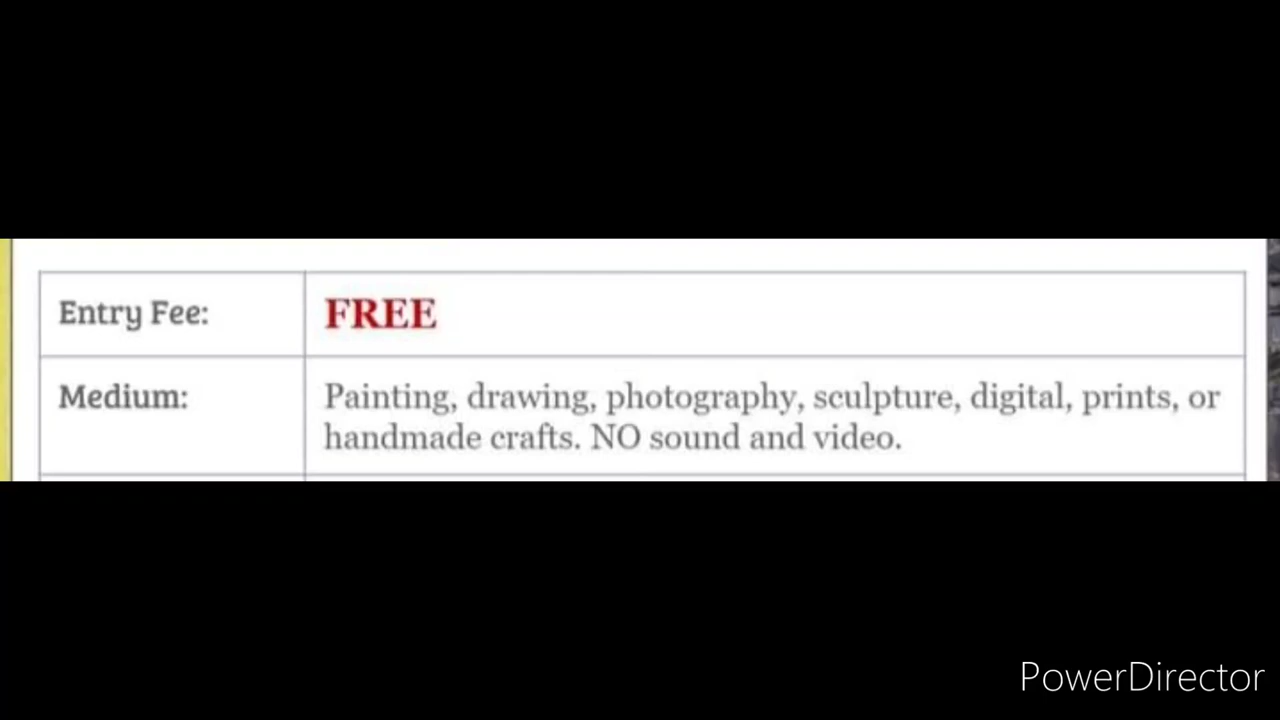 Entry Fee:
FREE
Medium:
Painting, drawing, photography, sculpture, digital, prints, or
handmade crafts. NO sound and video.
PowerDirector